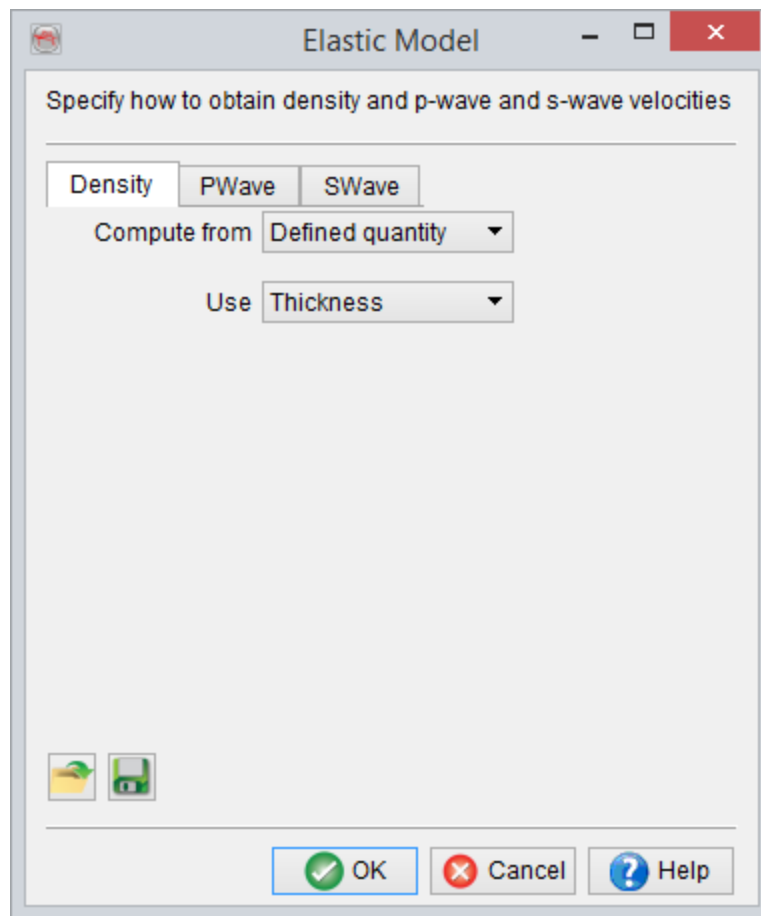 Elastic Model
Specify how to obtain density and p-wave and s-wave velocities
Density PWave SWave
Compute from Defined quantity
Use Thickness
OK Cancel Help